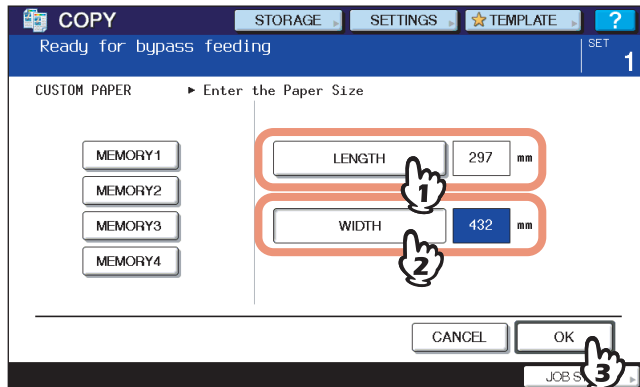 COPY STORAGE SETTINGS TEMPLATE ?
Ready for bypass feeding SET 1
CUSTOM PAPER ▶ Enter the Paper Size
MEMORY1 LENGTH 297 mm
1
MEMORY2
MEMORY3 WIDTH 432 mm
2
MEMORY4
CANCEL OK
3
JOB